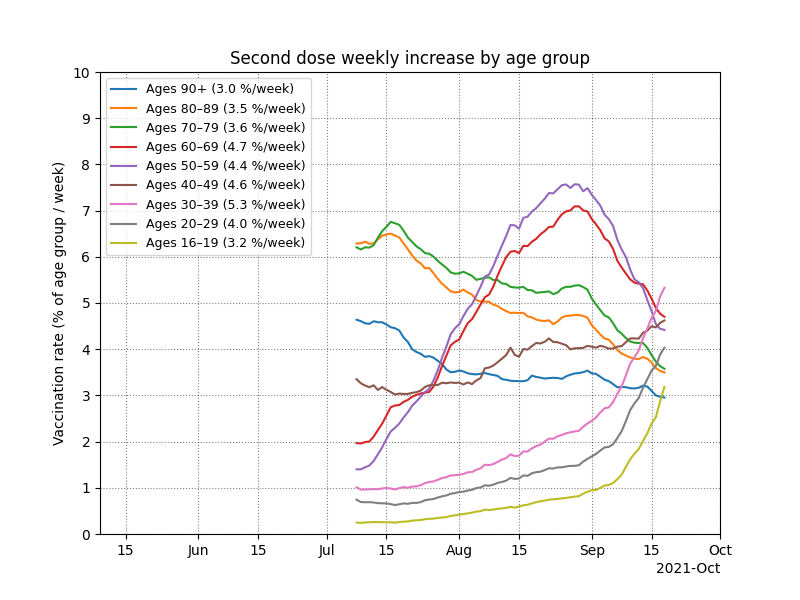 Second dose weekly increase by age group
Vaccination rate (% of age group / week)
10
9
8
7
6
5
4
3
2
1
0
Ages 90+ (3.0 %/week)
Ages 80–89 (3.5 %/week)
Ages 70–79 (3.6 %/week)
Ages 60–69 (4.7 %/week)
Ages 50–59 (4.4 %/week)
Ages 40–49 (4.6 %/week)
Ages 30–39 (5.3 %/week)
Ages 20–29 (4.0 %/week)
Ages 16–19 (3.2 %/week)
15 Jun 15 Jul 15 Aug 15 Sep 15 Oct
2021-Oct